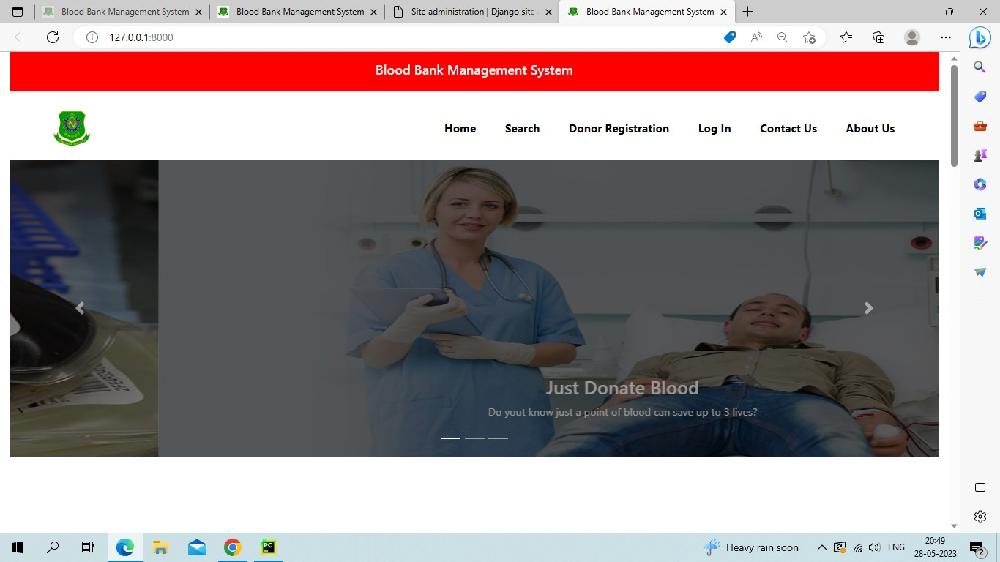 Blood Bank Management System
Blood Bank Management System
Site administration | Django site
Blood Bank Management System
127.0.0.1:8000
Blood Bank Management System
Home Search Donor Registration Log In Contact Us About Us
Just Donate Blood
Do yout know just a point of blood can save up to 3 lives?
PC
Heavy rain soon
ENG
20:49
28-05-2023
2